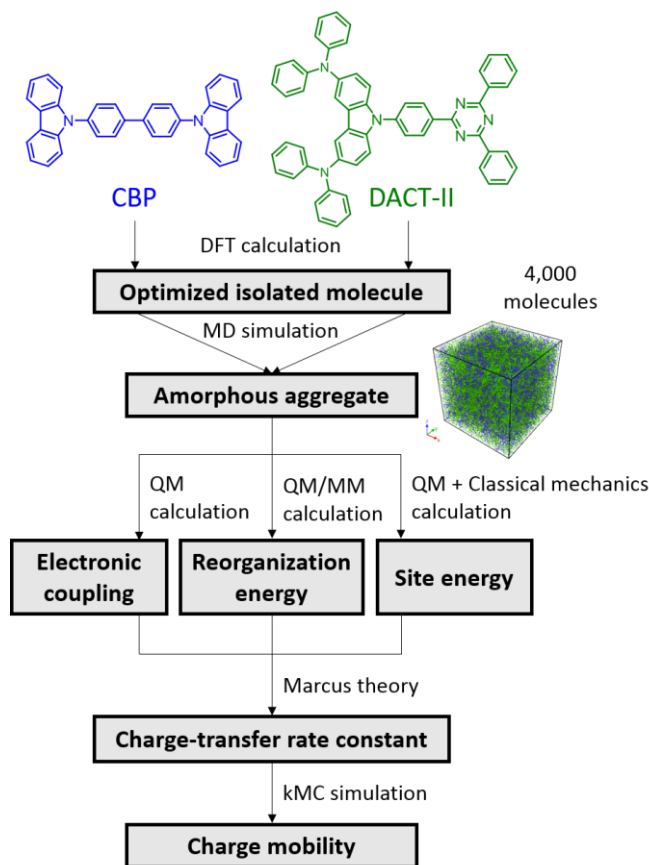 N
N
CBP
N
N
N
N
N
N
DACT-II
DFT calculation
Optimized isolated molecule
4,000
molecules
MD simulation
Amorphous aggregate
QM
calculation
QM/MM
calculation
QM + Classical mechanics
calculation
Electronic
coupling
Reorganization
energy
Site energy
Marcus theory
Charge-transfer rate constant
kMC simulation
Charge mobility